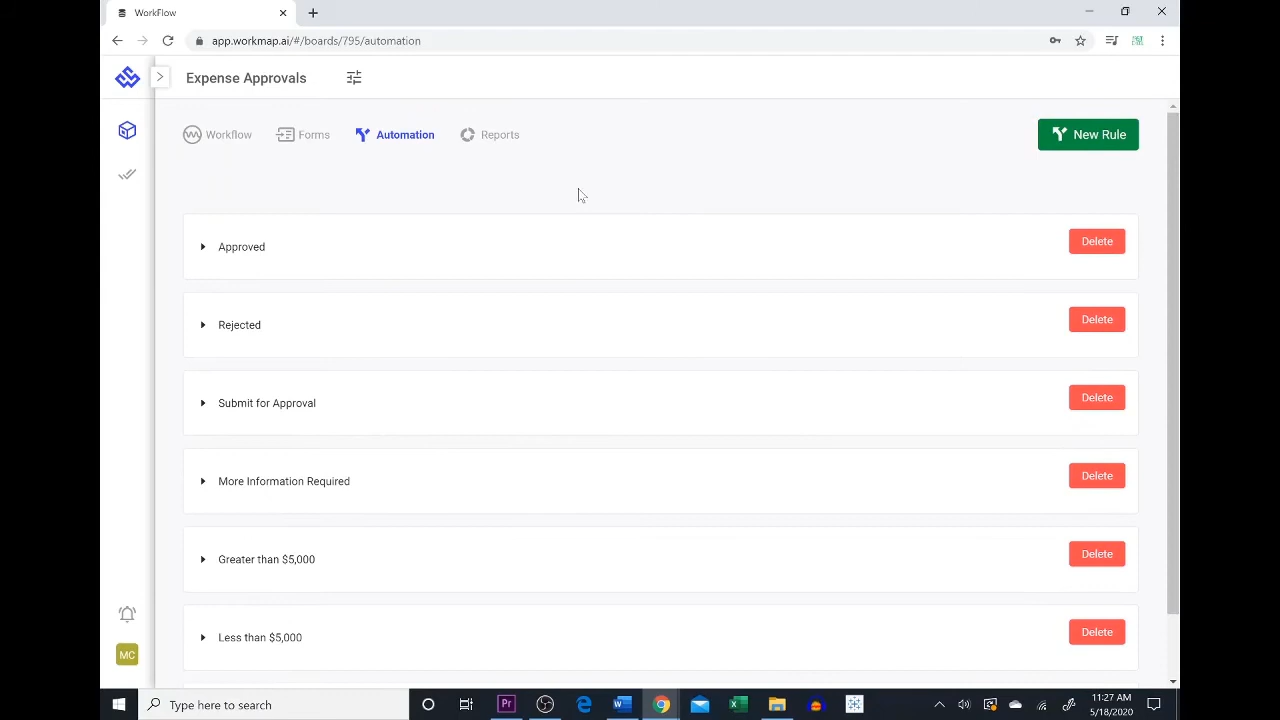 WorkFlow
app.workmap.ai/#/boards/795/automation
Expense Approvals
Workflow Forms Automation Reports New Rule
Approved Delete
Rejected Delete
Submit for Approval Delete
More Information Required Delete
Greater than $5,000 Delete
Less than $5,000 Delete
MC
Type here to search
Pr
11:27 AM
5/18/2020